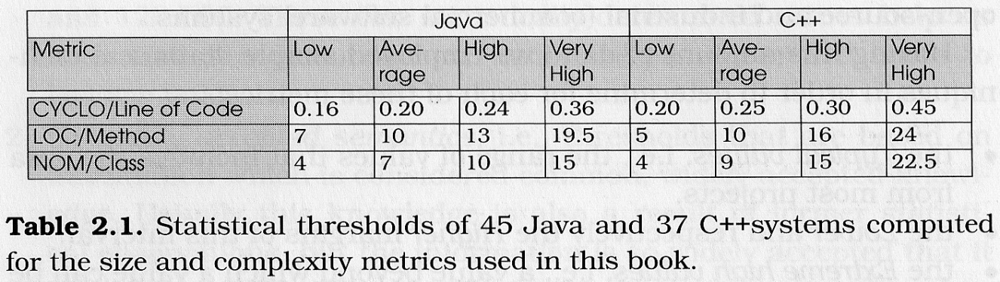 Java C++
Metric Low Ave- High Very Low Ave- High Very
rage High rage High
CYCLO/Line of Code 0.16 0.20 0.24 0.36 0.20 0.25 0.30 0.45
LOC/Method 7 10 13 19.5 5 10 16 24
NOM/Class 4 7 10 15 4 9 15 22.5
Table 2.1. Statistical thresholds of 45 Java and 37 C++systems computed
for the size and complexity metrics used in this book.